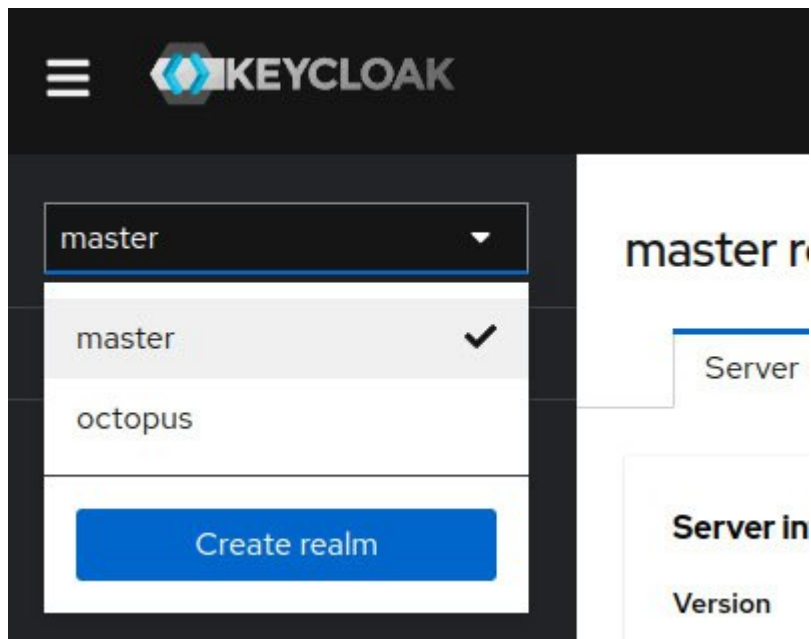 KEYCLOAK
master
master
octopus
Create realm
master r
Server
Server in
Version